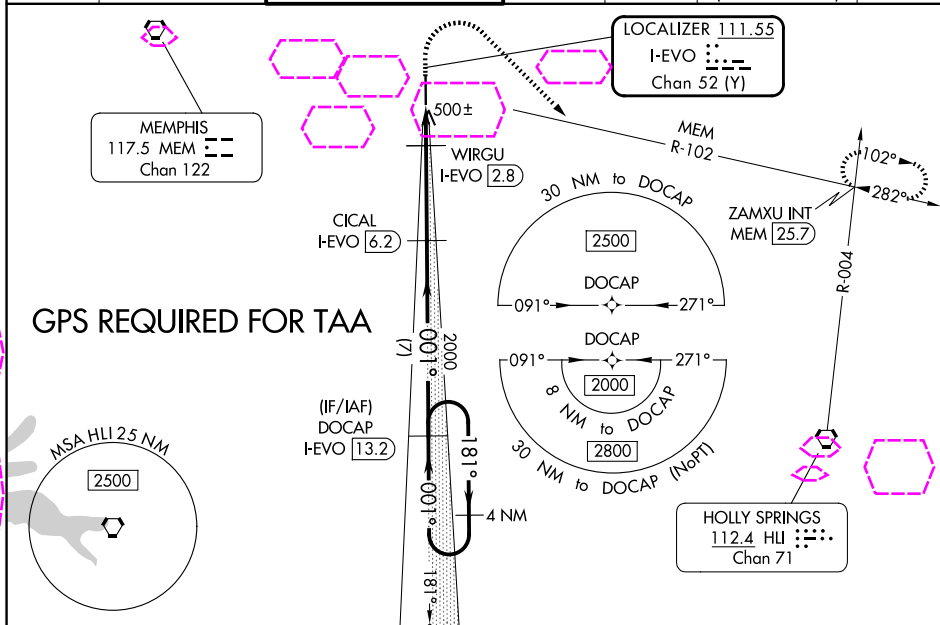 LOCALIZER 111.55
I-EVO
Chan 52 (Y)
MEMPHIS
117.5 MEM
Chan 122
500±
WIRGU
I-EVO 2.8
MEM
R-102
102°
282°
ZAMXU INT
MEM 25.7
R-004
CICAL
I-EVO 6.2
30 NM to DOCAP
2500
DOCAP
091°
271°
DOCAP
091°
271°
2000
8 NM to DOCAP
2800
30 NM to DOCAP (NoPT)
GPS REQUIRED FOR TAA
2000
001°
(7)
(IF/IAF)
DOCAP
I-EVO 13.2
181°
001°
4 NM
181°
MSA HLI 25 NM
2500
HOLLY SPRINGS
112.4 HLI
Chan 71